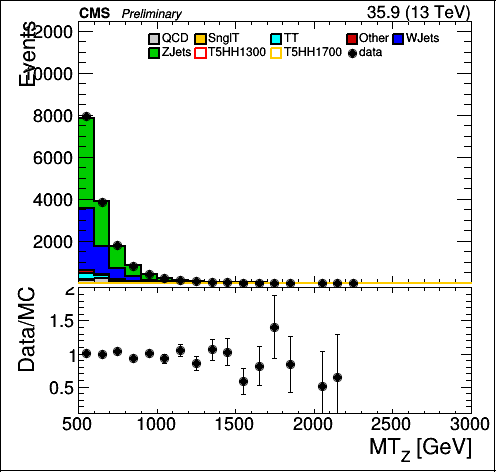 CMS Preliminary 35.9 (13 TeV)
Events
12000
10000
8000
6000
4000
2000
QCD SnglT TT Other WJets
ZJets T5HH1300 T5HH1700 data
Data/MC
2
1.5
1
0.5
500 1000 1500 2000 2500 3000
MTZ [GeV]